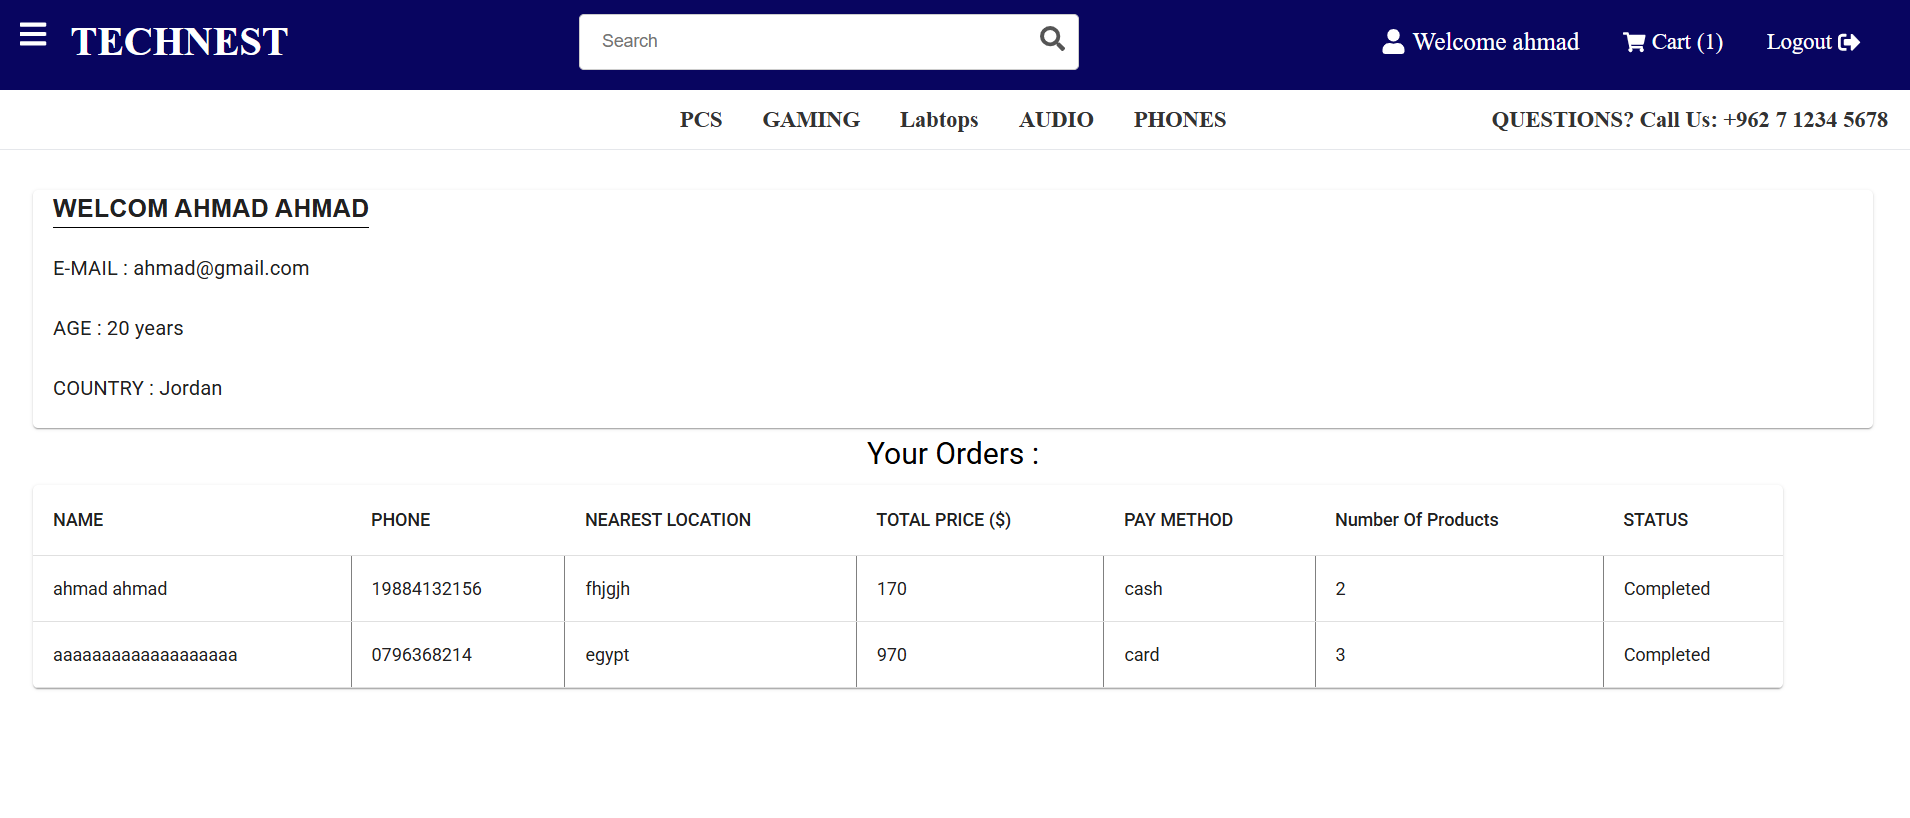 TECHNEST Search Welcome ahmad Cart (1) Logout
PCS GAMING Labtops AUDIO PHONES QUESTIONS? Call Us: +962 7 1234 5678
WELCOM AHMAD AHMAD
E-MAIL : ahmad@gmail.com
AGE : 20 years
COUNTRY : Jordan
Your Orders :
NAME PHONE NEAREST LOCATION TOTAL PRICE ($) PAY METHOD Number Of Products STATUS
ahmad ahmad 19884132156 fhjgjh 170 cash 2 Completed
aaaaaaaaaaaaaaaaaaa 0796368214 egypt 970 card 3 Completed